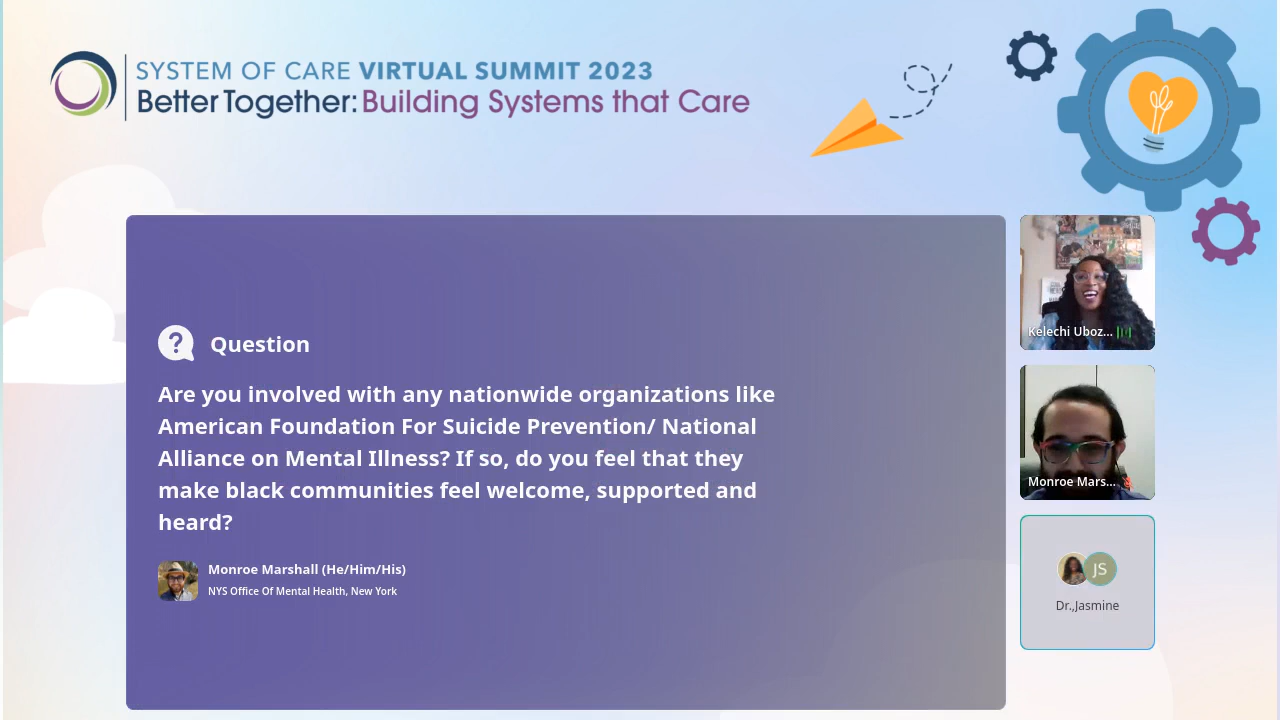 SYSTEM OF CARE VIRTUAL SUMMIT 2023
Better Together: Building Systems that Care
Question
Are you involved with any nationwide organizations like
American Foundation For Suicide Prevention/ National
Alliance on Mental Illness? If so, do you feel that they
make black communities feel welcome, supported and
heard?
Monroe Marshall (He/Him/His)
NYS Office Of Mental Health, New York
Kelechi Uboz...
Monroe Mars...
JS
Dr.,Jasmine